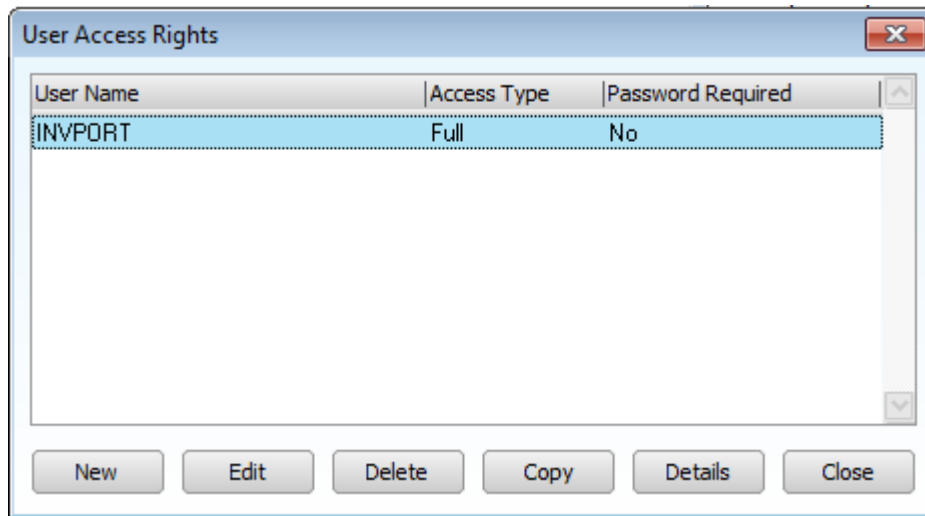 User Access Rights
User Name Access Type Password Required
INVPORT Full No
New Edit Delete Copy Details Close